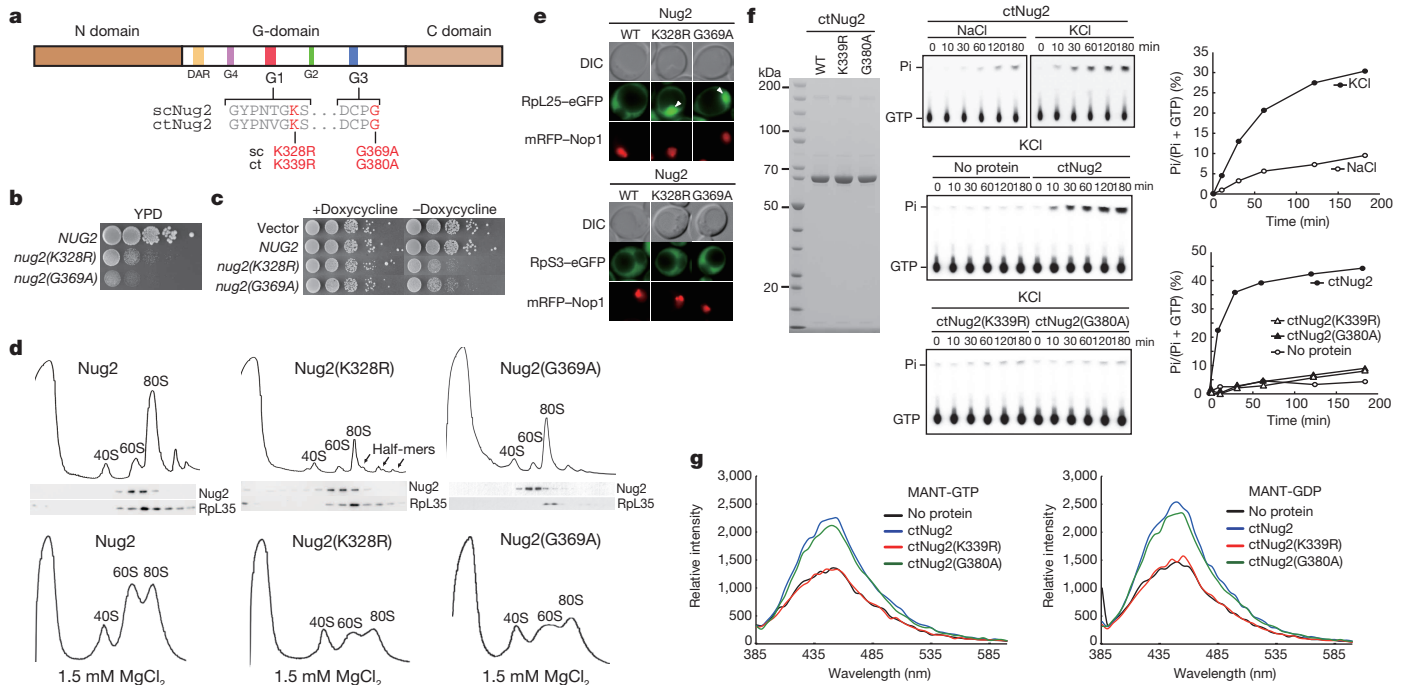 a
N domain G-domain C domain
DAR G4 G1 G2 G3
scNug2 GYPNTGKS...DCPG
ctNug2 GYPNVGKS...DCPG
sc K328R G369A
ct K339R G380A
b
YPD
NUG2
nug2(K328R)
nug2(G369A)
c
+Doxycycline –Doxycycline
Vector
NUG2
nug2(K328R)
nug2(G369A)
d
Nug2 Nug2(K328R) Nug2(G369A)
40S 60S 80S
40S 60S 80S Half-mers
40S 60S 80S
Nug2
RpL35
Nug2
RpL35
Nug2
RpL35
Nug2 Nug2(K328R) Nug2(G369A)
40S 60S 80S
40S 60S 80S
40S 60S 80S
1.5 mM MgCl2 1.5 mM MgCl2 1.5 mM MgCl2
e
Nug2
WT K328R G369A
DIC
RpL25–eGFP
mRFP–Nop1
Nug2
WT K328R G369A
DIC
RpS3–eGFP
mRFP–Nop1
f
ctNug2
kDa WT K339R G380A
200
100
70
50
20
ctNug2
NaCl KCl
0 10 30 60 120 180 0 10 30 60 120 180 min
Pi
GTP
KCl
No protein ctNug2
0 10 30 60 120 180 0 10 30 60 120 180 min
Pi
GTP
KCl
ctNug2(K339R) ctNug2(G380A)
0 10 30 60 120 180 0 10 30 60 120 180 min
Pi
GTP
Pi/(Pi + GTP) (%)
35
30
25
20
15
10
5
0
KCl
NaCl
0 50 100 150 200
Time (min)
Pi/(Pi + GTP) (%)
50
40
30
20
10
0
ctNug2
ctNug2(K339R)
ctNug2(G380A)
No protein
0 50 100 150 200
Time (min)
g
Relative intensity
3,000
2,500
2,000
1,500
1,000
500
0
MANT-GTP
No protein
ctNug2
ctNug2(K339R)
ctNug2(G380A)
385 435 485 535 585
Wavelength (nm)
Relative intensity
3,000
2,500
2,000
1,500
1,000
500
0
MANT-GDP
No protein
ctNug2
ctNug2(K339R)
ctNug2(G380A)
385 435 485 535 585
Wavelength (nm)